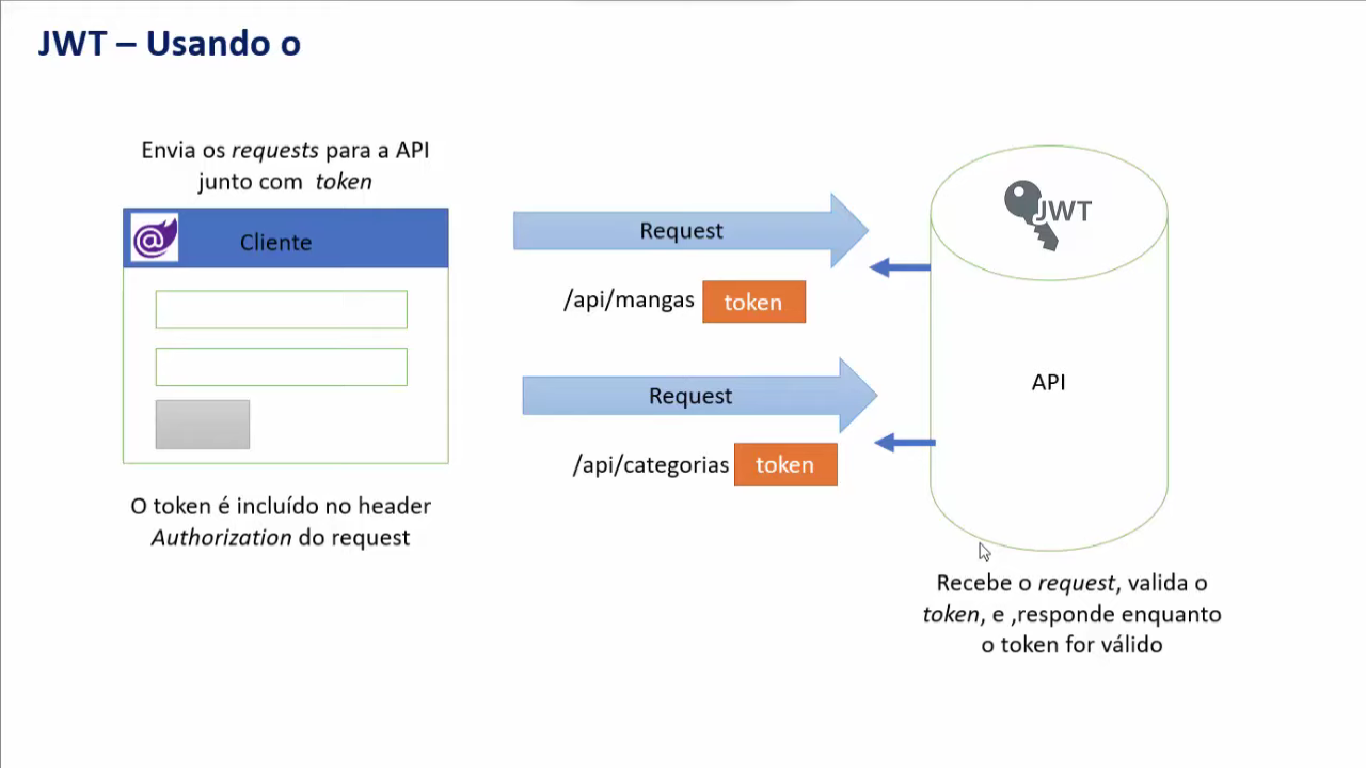 JWT – Usando o
Envia os requests para a API
junto com token
Cliente
Request
JWT
/api/mangas token
API
Request
/api/categorias token
O token é incluído no header
Authorization do request
Recebe o request, valida o
token, e ,responde enquanto
o token for válido